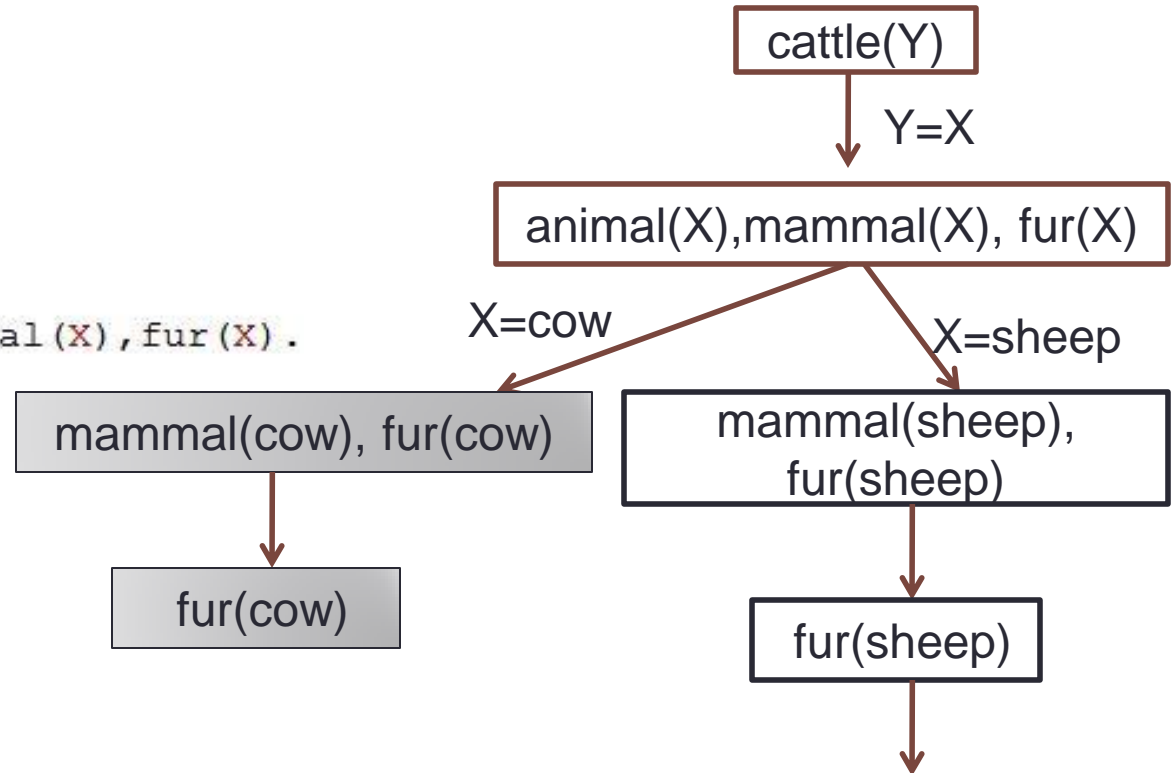 cattle(Y)
Y=X
animal(X),mammal(X), fur(X)
al(X),fur(X).
X=cow
X=sheep
mammal(cow), fur(cow)
mammal(sheep),
fur(sheep)
fur(cow)
fur(sheep)